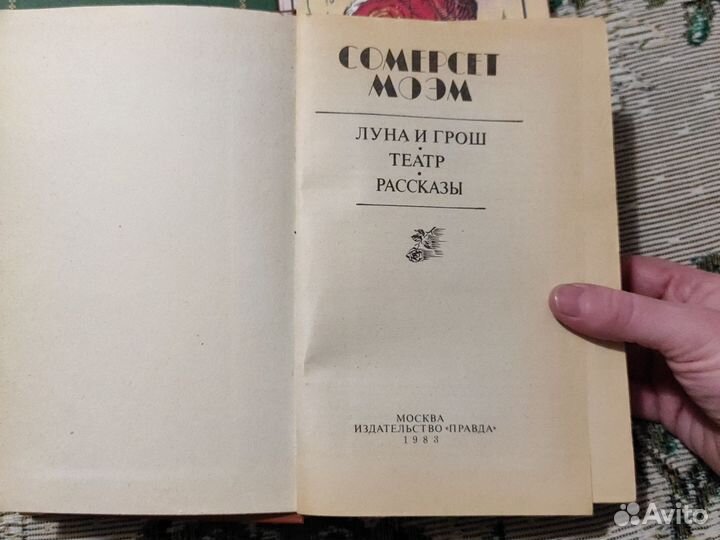 СОМЕРСЕТ
МОЭМ
ЛУНА И ГРОШ
ТЕАТР
РАССКАЗЫ
МОСКВА
ИЗДАТЕЛЬСТВО «ПРАВДА»
1983
Avito